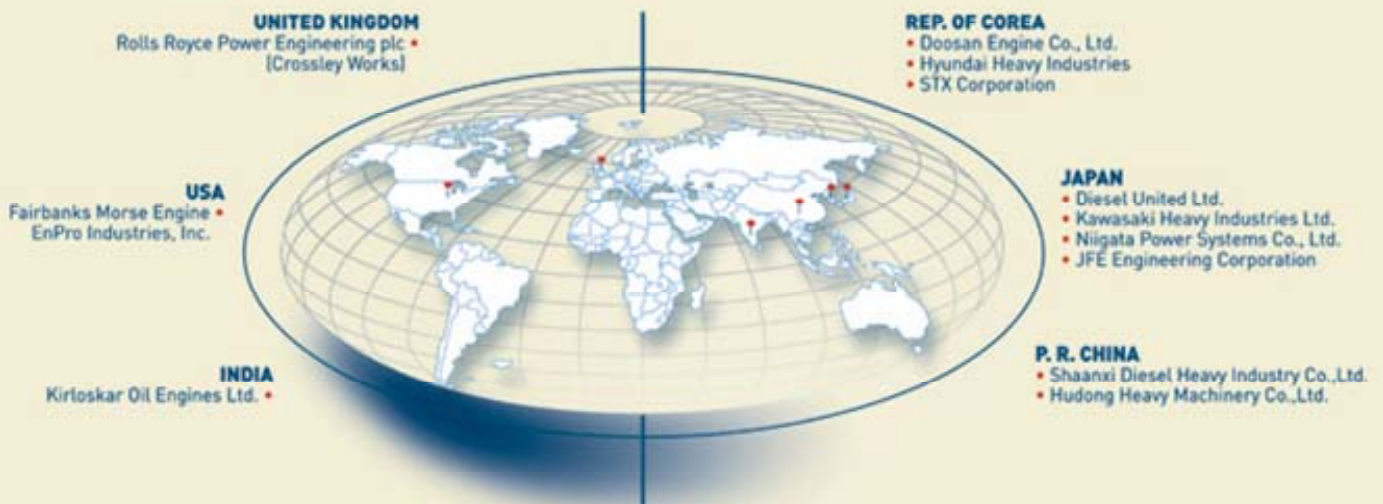 UNITED KINGDOM
Rolls Royce Power Engineering plc •
(Crossley Works)
USA
Fairbanks Morse Engine •
EnPro Industries, Inc.
INDIA
Kirloskar Oil Engines Ltd. •
REP. OF COREA
• Doosan Engine Co., Ltd.
• Hyundai Heavy Industries
• STX Corporation
JAPAN
• Diesel United Ltd.
• Kawasaki Heavy Industries Ltd.
• Niigata Power Systems Co., Ltd.
• JFE Engineering Corporation
P. R. CHINA
• Shaanxi Diesel Heavy Industry Co.,Ltd.
• Hudong Heavy Machinery Co.,Ltd.